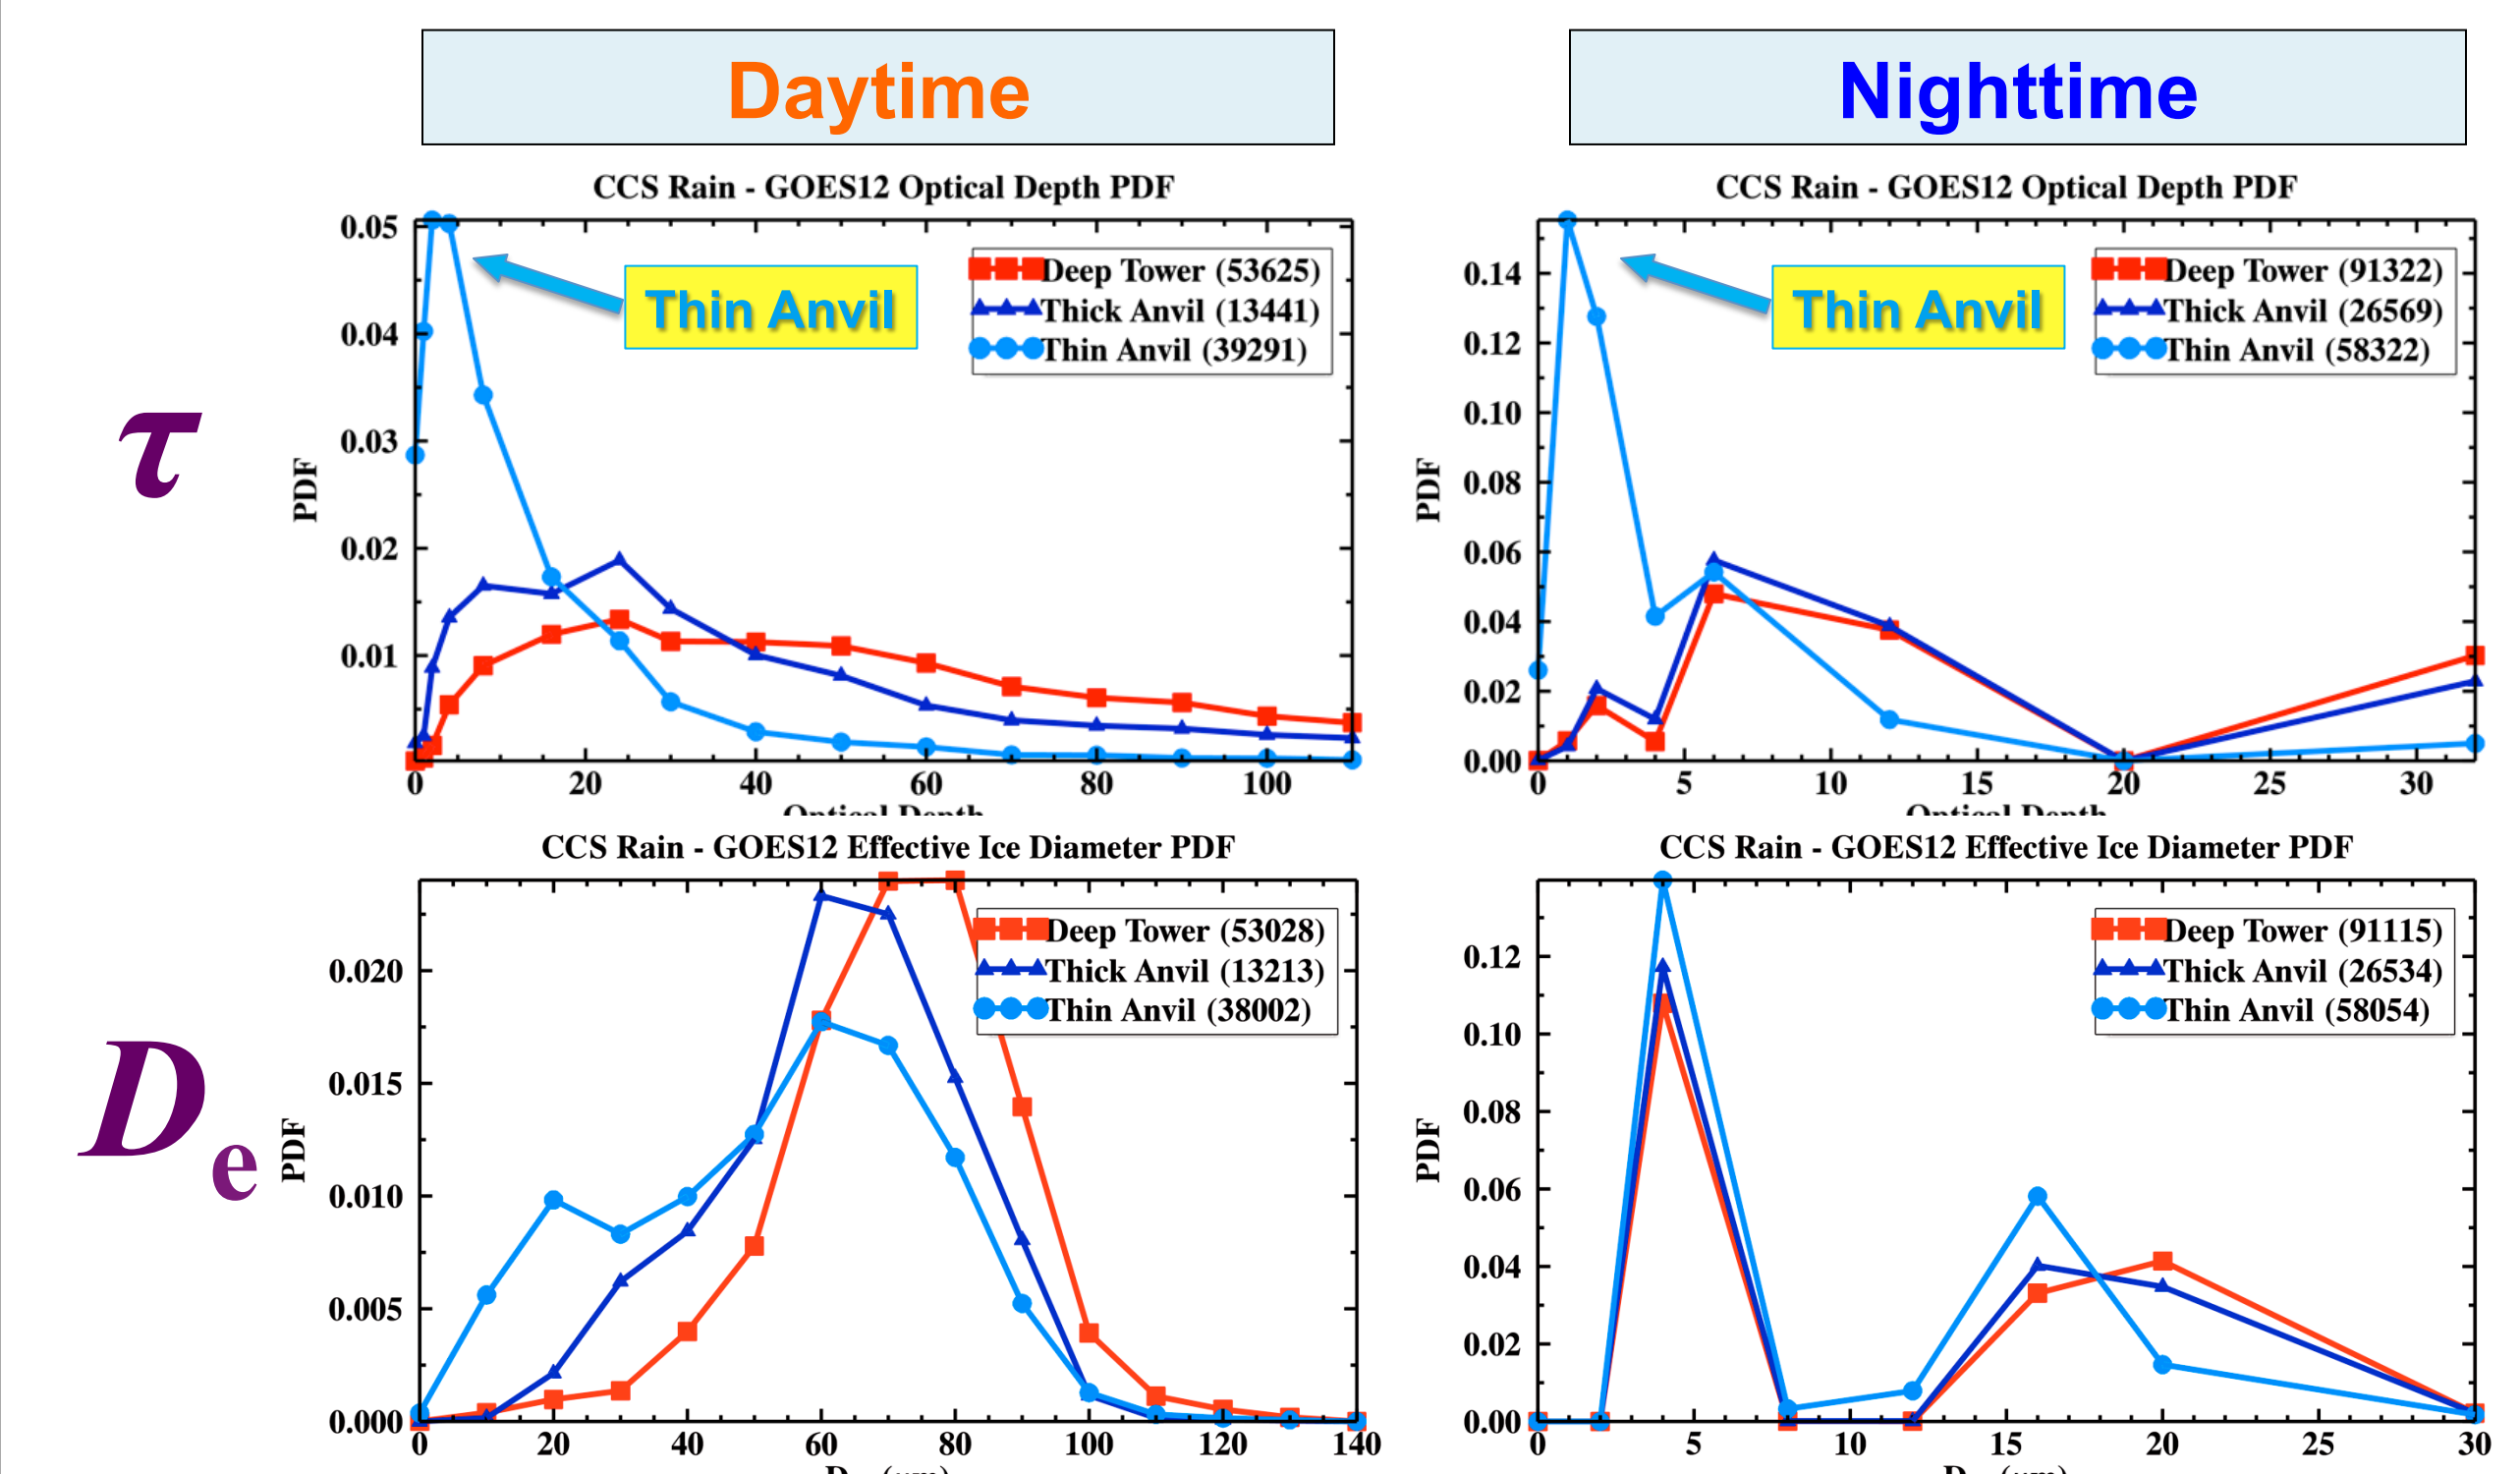 Daytime
Nighttime
CCS Rain - GOES12 Optical Depth PDF
0.05
0.04
0.03
0.02
0.01
PDF
0 20 40 60 80 100
Optical Depth
Thin Anvil
Deep Tower (53625)
Thick Anvil (13441)
Thin Anvil (39291)
CCS Rain - GOES12 Optical Depth PDF
0.14
0.12
0.10
0.08
0.06
0.04
0.02
0.00
PDF
0 5 10 15 20 25 30
Optical Depth
Thin Anvil
Deep Tower (91322)
Thick Anvil (26569)
Thin Anvil (58322)
τ
CCS Rain - GOES12 Effective Ice Diameter PDF
0.020
0.015
0.010
0.005
0.000
PDF
0 20 40 60 80 100 120 140
Deep Tower (53028)
Thick Anvil (13213)
Thin Anvil (38002)
CCS Rain - GOES12 Effective Ice Diameter PDF
0.12
0.10
0.08
0.06
0.04
0.02
0.00
PDF
0 5 10 15 20 25 30
Deep Tower (91115)
Thick Anvil (26534)
Thin Anvil (58054)
De